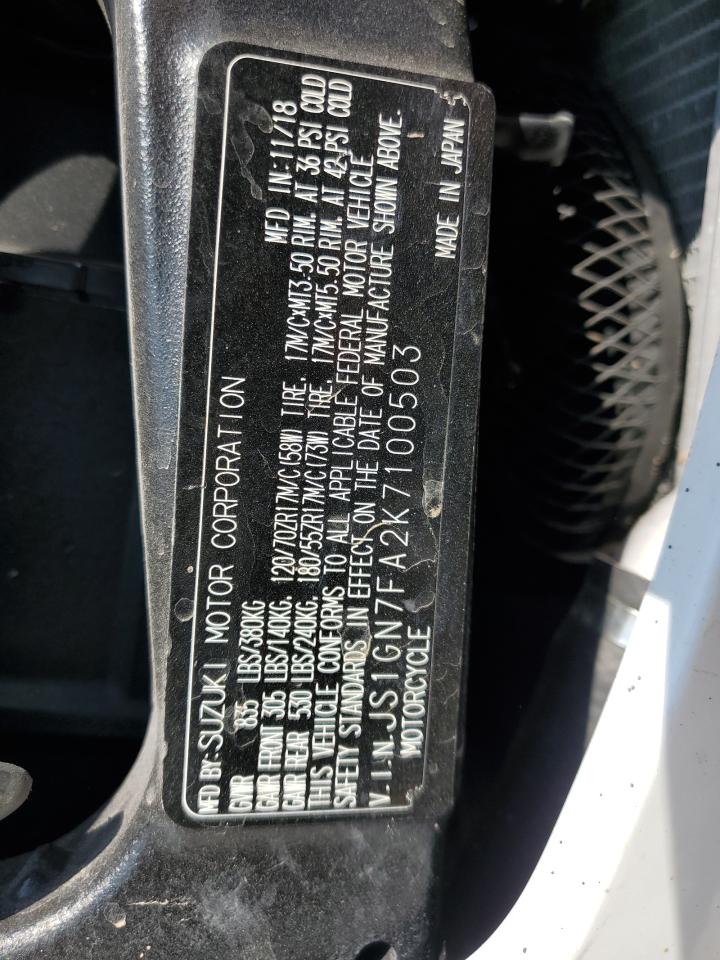 MFD BY:SUZUKI MOTOR CORPORATION
GVWR 835 LBS/380KG MFD IN:11/18
GAWR FRONT 305 LBS/140KG. 120/70ZR17M/C(58W) TIRE. 17M/CxMT3.50 RIM. AT 36 PSI COLD
GAWR REAR 530 LBS/240KG. 180/55ZR17M/C(73W) TIRE. 17M/CxMT5.50 RIM. AT 42 PSI COLD
THIS VEHICLE CONFORMS TO ALL APPLICABLE FEDERAL MOTOR VEHICLE
SAFETY STANDARDS IN EFFECT ON THE DATE OF MANUFACTURE SHOWN ABOVE.
V.I.N.JS1GN7FA2K7100503
MOTORCYCLE MADE IN JAPAN